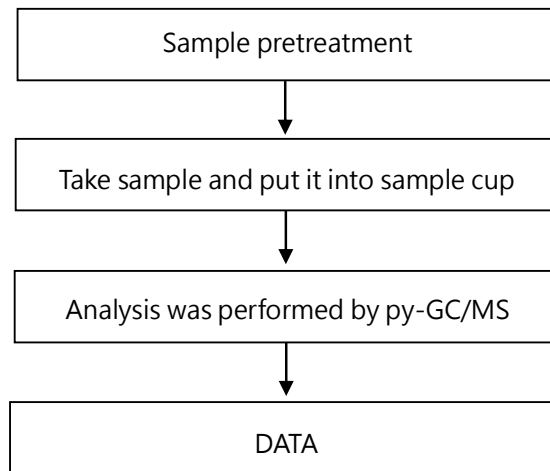 Sample pretreatment
Take sample and put it into sample cup
Analysis was performed by py-GC/MS
DATA